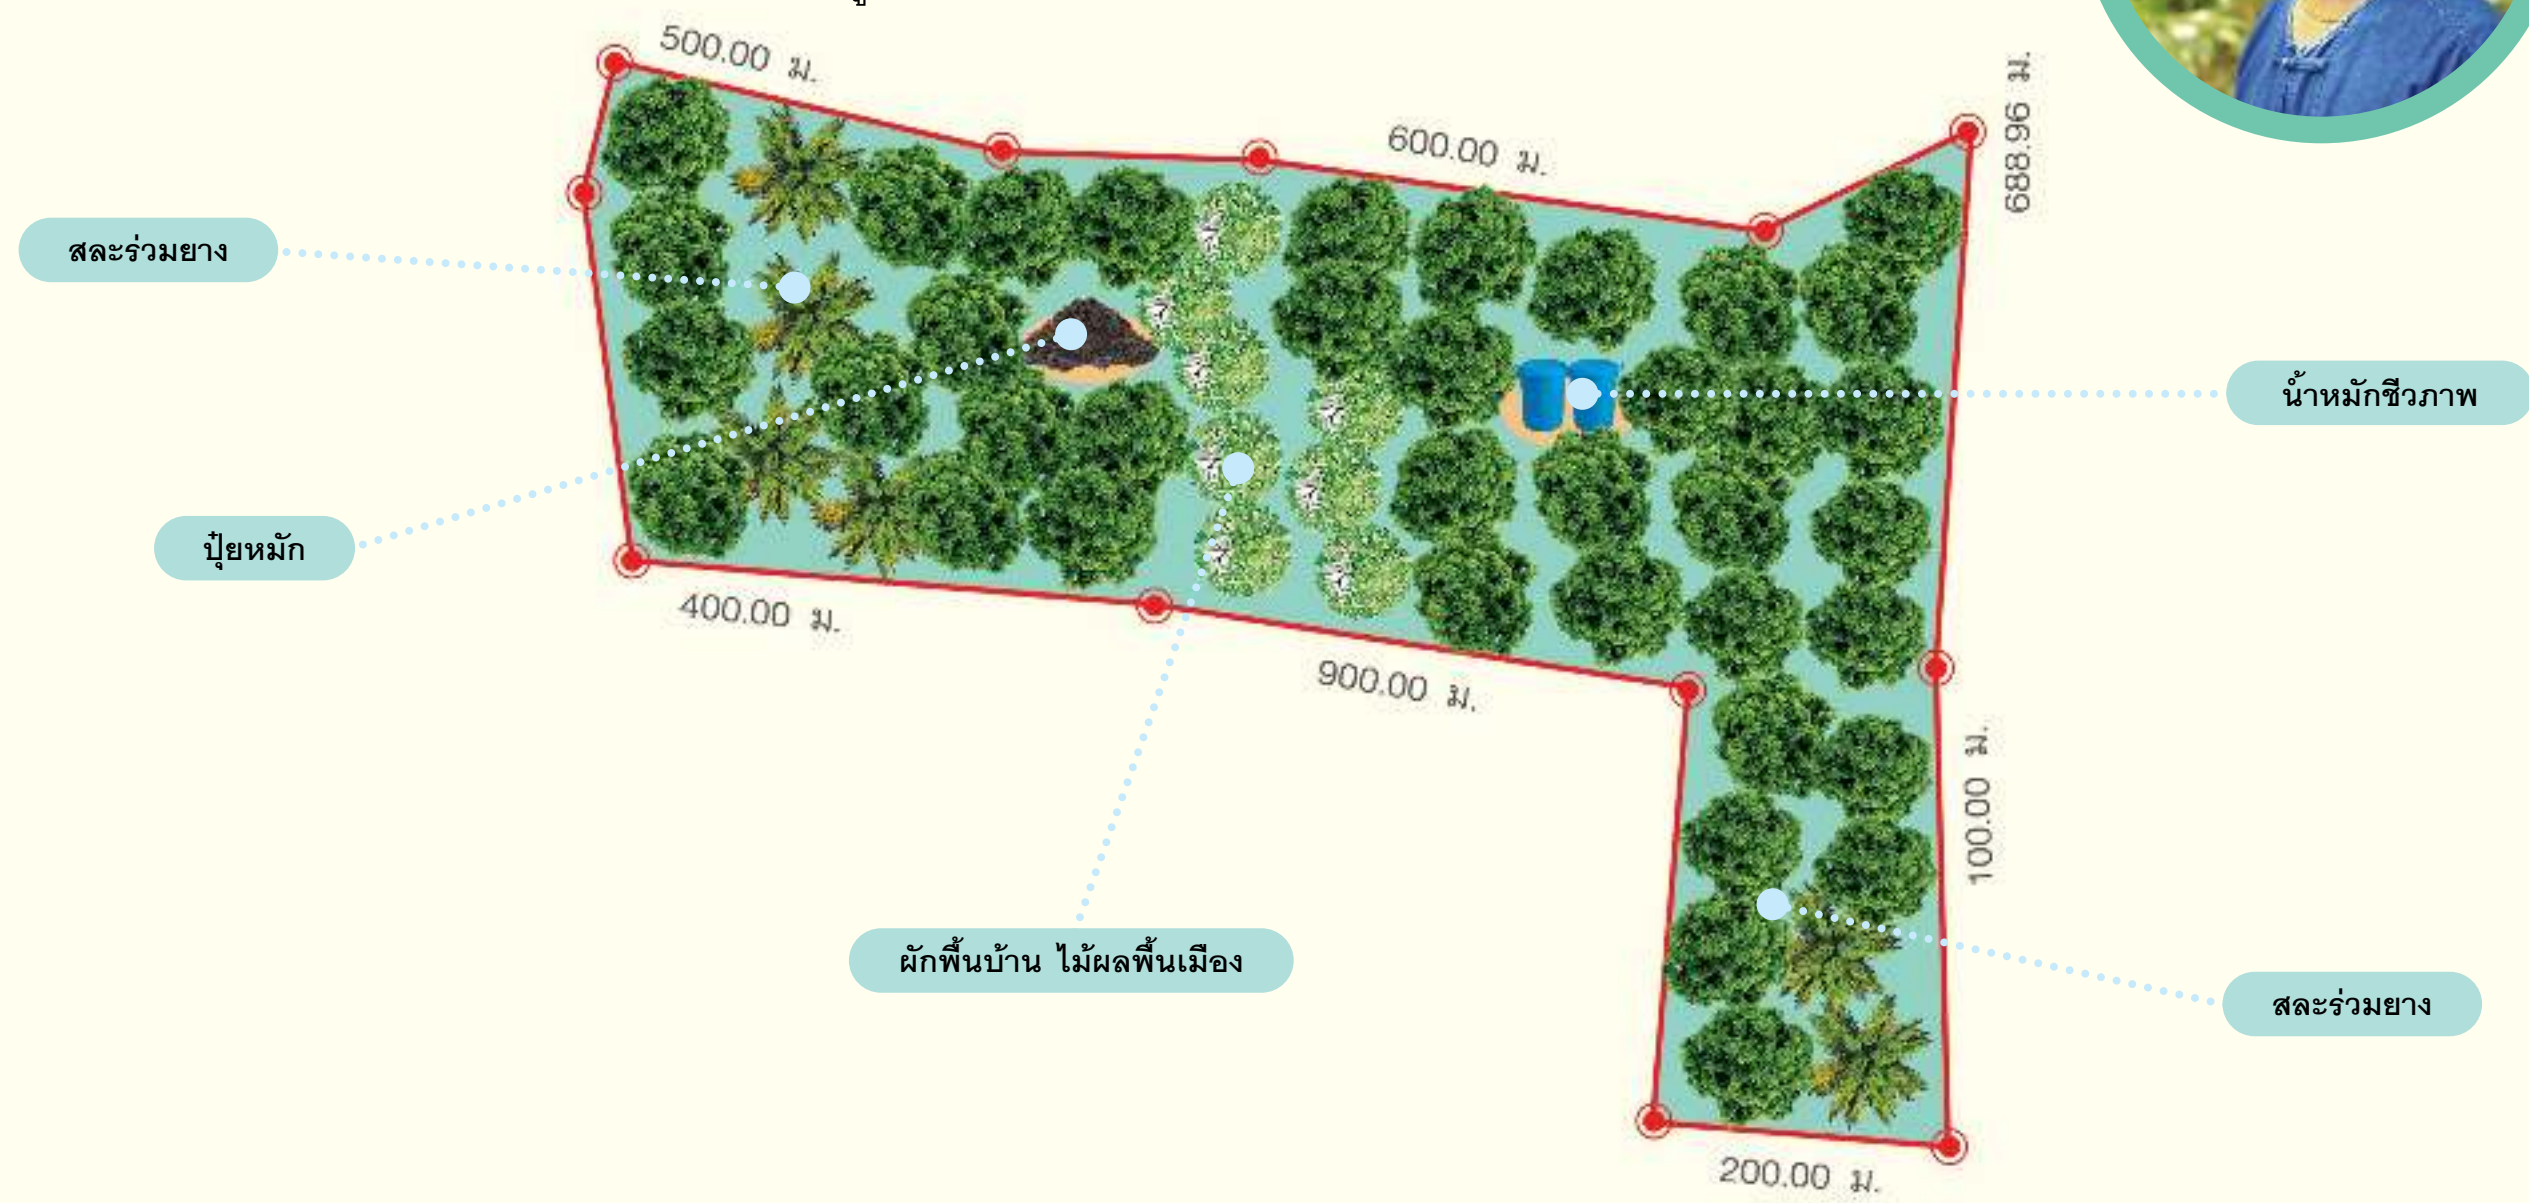 500.00 ม.
600.00 ม.
688.96 ม.
สละร่วมยาง
น้ำหมักชีวภาพ
ปุ๋ยหมัก
400.00 ม.
900.00 ม.
100.00 ม.
ผักพื้นบ้าน ไม้ผลพื้นเมือง
สละร่วมยาง
200.00 ม.